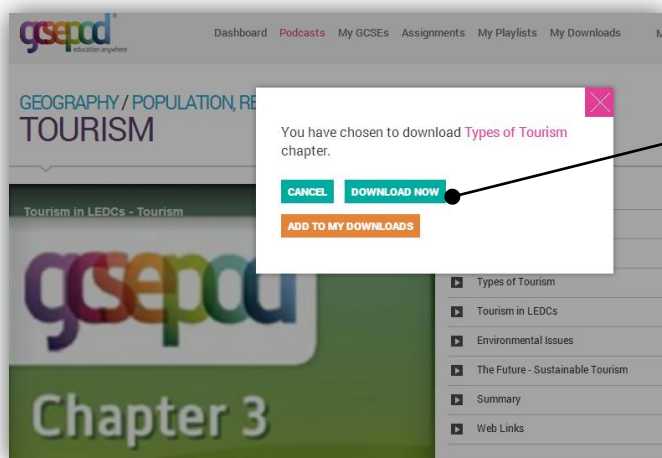 gcsepod
education anywhere
Dashboard Podcasts My GCSEs Assignments My Playlists My Downloads M
GEOGRAPHY / POPULATION, RE
TOURISM
You have chosen to download Types of Tourism
chapter.
CANCEL DOWNLOAD NOW
ADD TO MY DOWNLOADS
Tourism in LEDCs - Tourism
gcsepod
Chapter 3
Types of Tourism
Tourism in LEDCs
Environmental Issues
The Future - Sustainable Tourism
Summary
Web Links